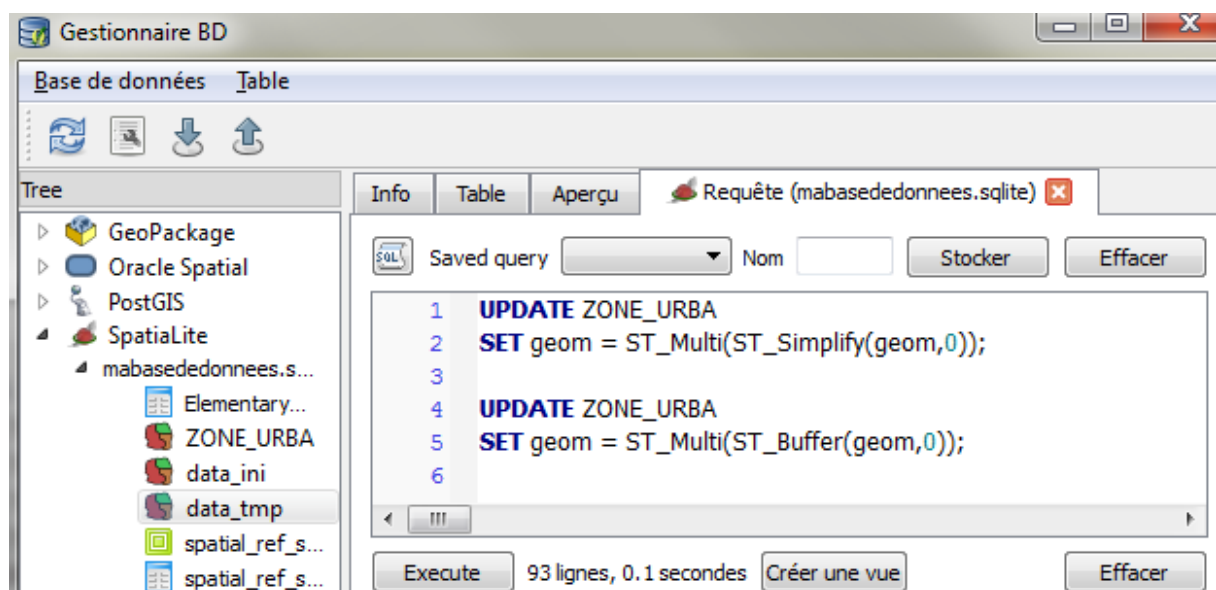 Gestionnaire BD
Base de données Table
Tree
Info Table Aperçu Requête (mabasededonnees.sqlite)
GeoPackage
Oracle Spatial
PostGIS
SpatiaLite
mabasededonnees.s...
Elementary...
ZONE_URBA
data_ini
data_tmp
spatial_ref_s...
spatial_ref_s...
SQL Saved query Nom Stocker Effacer
1 UPDATE ZONE_URBA
2 SET geom = ST_Multi(ST_Simplify(geom,0));
3
4 UPDATE ZONE_URBA
5 SET geom = ST_Multi(ST_Buffer(geom,0));
6
Execute 93 lignes, 0.1 secondes Créer une vue Effacer